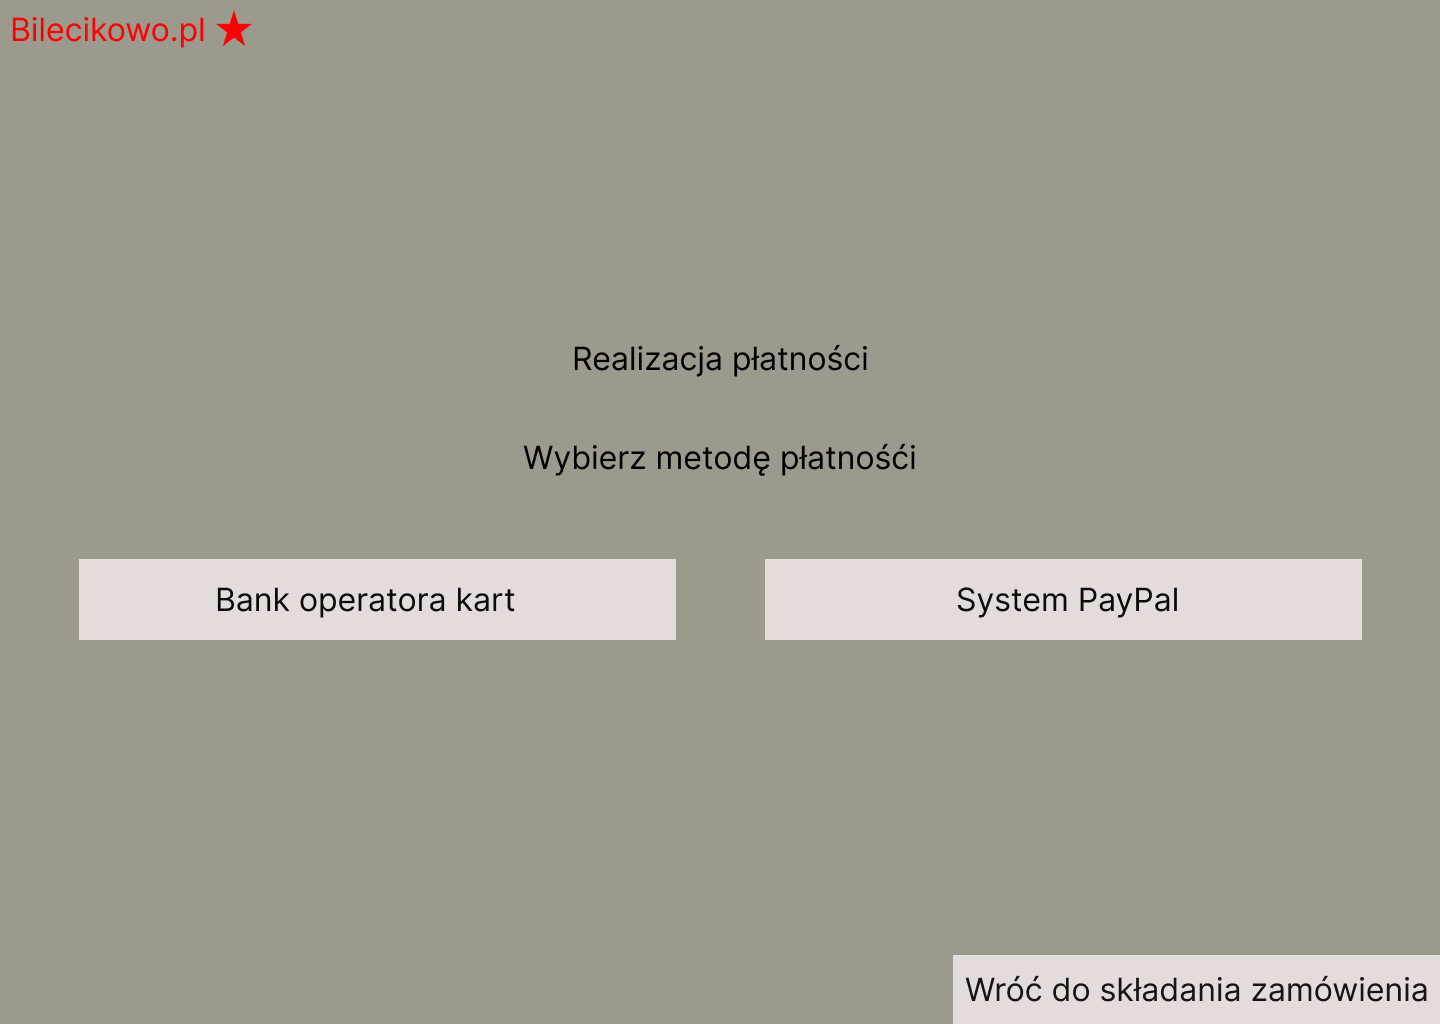 Bilecikowo.pl
Realizacja płatności
Wybierz metodę płatnośći
Bank operatora kart
System PayPal
Wróć do składania zamówienia